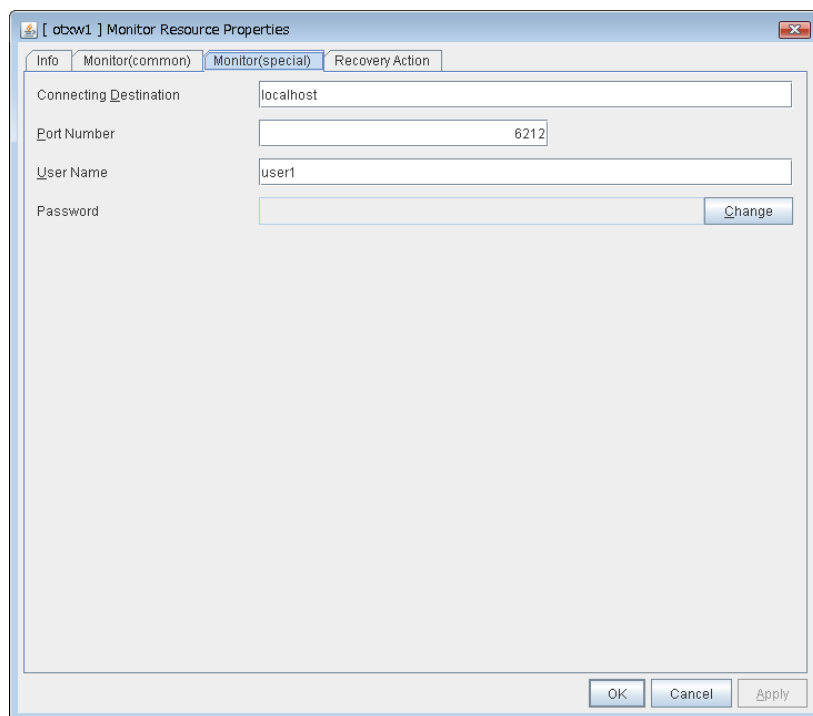 [ otxw1 ] Monitor Resource Properties
Info Monitor(common) Monitor(special) Recovery Action
Connecting Destination localhost
Port Number 6212
User Name user1
Password Change
OK Cancel Apply